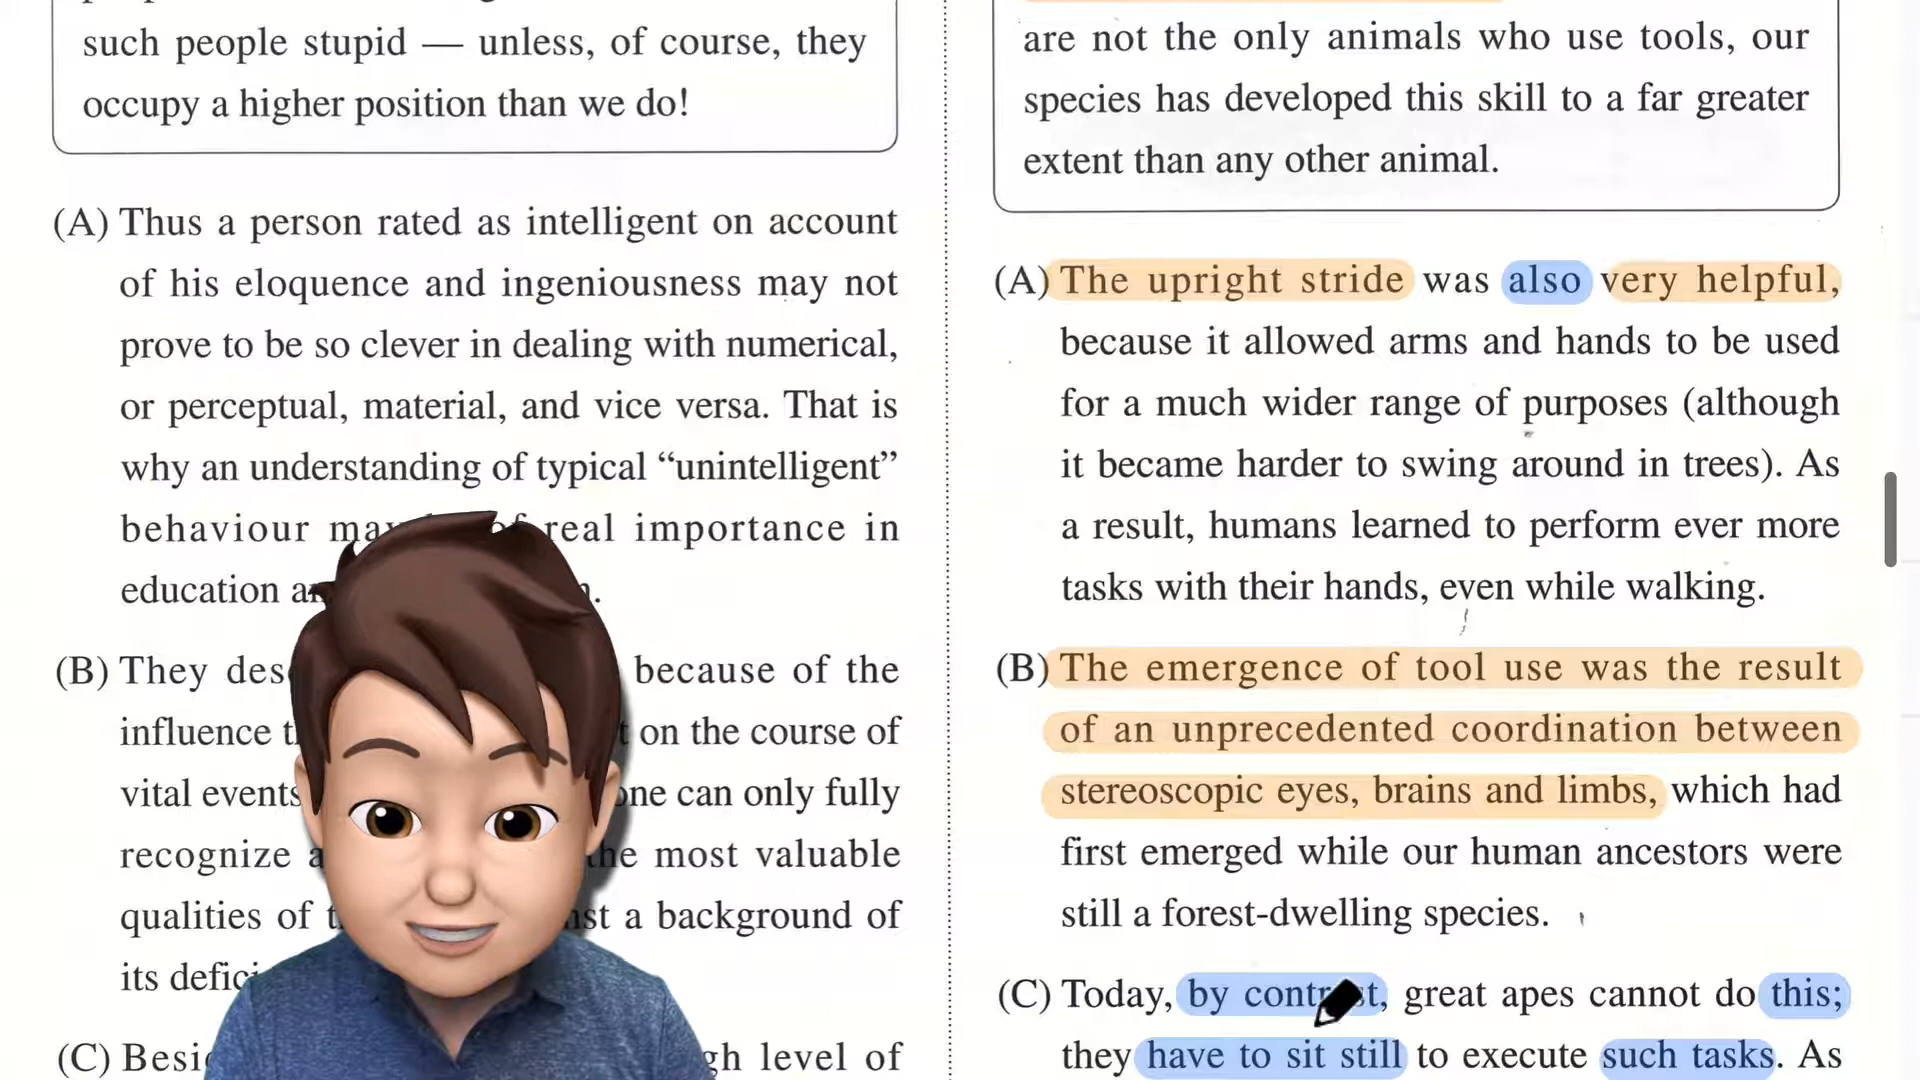 such people stupid — unless, of course, they
occupy a higher position than we do!
(A) Thus a person rated as intelligent on account
of his eloquence and ingeniousness may not
prove to be so clever in dealing with numerical,
or perceptual, material, and vice versa. That is
why an understanding of typical “unintelligent”
behaviour of real importance in
education
(B) They because of the
influence on the course of
vital events one can only fully
recognize the most valuable
qualities of a background of
its
(C) level of
are not the only animals who use tools, our
species has developed this skill to a far greater
extent than any other animal.
(A) The upright stride was also very helpful,
because it allowed arms and hands to be used
for a much wider range of purposes (although
it became harder to swing around in trees). As
a result, humans learned to perform ever more
tasks with their hands, even while walking.
(B) The emergence of tool use was the result
of an unprecedented coordination between
stereoscopic eyes, brains and limbs, which had
first emerged while our human ancestors were
still a forest-dwelling species.
(C) Today, by contrast, great apes cannot do this;
they have to sit still to execute such tasks. As